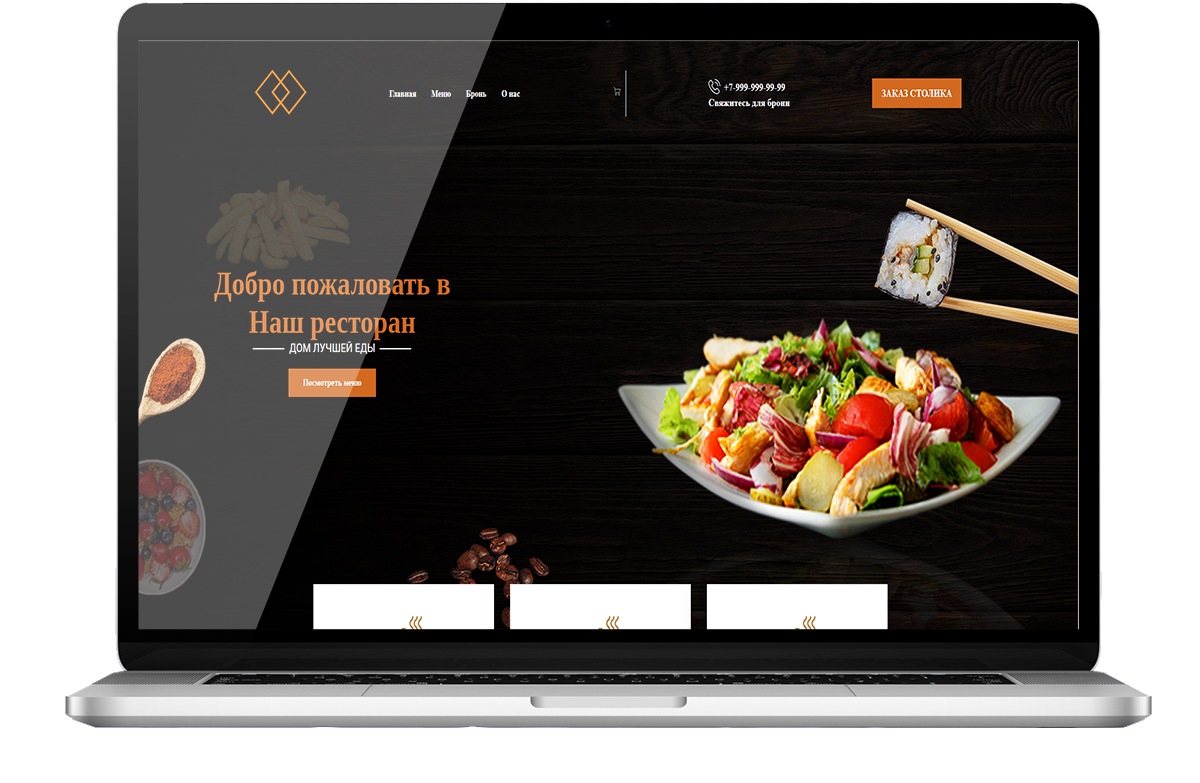 Главная Меню Бронь О нас
+7-999-999-99-99
Свяжитесь для брони
ЗАКАЗ СТОЛИКА
Добро пожаловать в
Наш ресторан
ДОМ ЛУЧШЕЙ ЕДЫ
Посмотреть меню